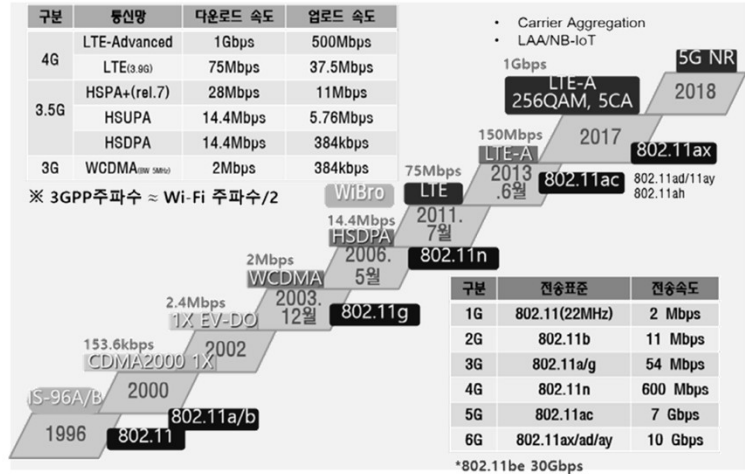 구분 통신망 다운로드 속도 업로드 속도
4G LTE-Advanced 1Gbps 500Mbps
LTE(3.9G) 75Mbps 37.5Mbps
3.5G HSPA+(rel.7) 28Mbps 11Mbps
HSUPA 14.4Mbps 5.76Mbps
HSDPA 14.4Mbps 384kbps
3G WCDMA(BW 5MHz) 2Mbps 384kbps
※ 3GPP주파수 ≈ Wi-Fi 주파수/2
• Carrier Aggregation
• LAA/NB-IoT
5G NR
2018
1Gbps
LTE-A
256QAM, 5CA
2017
802.11ax
150Mbps
LTE-A
2013
.6월
802.11ac
802.11ad/11ay
802.11ah
75Mbps
WiBro
LTE
2011.
7월
802.11n
14.4Mbps
HSDPA
2006.
5월
2Mbps
WCDMA
2003.
12월
802.11g
2.4Mbps
1X EV-DO
2002
153.6kbps
CDMA2000 1X
2000
802.11a/b
IS-96A/B
1996
802.11
구분 전송표준 전송속도
1G 802.11(22MHz) 2 Mbps
2G 802.11b 11 Mbps
3G 802.11a/g 54 Mbps
4G 802.11n 600 Mbps
5G 802.11ac 7 Gbps
6G 802.11ax/ad/ay 10 Gbps
*802.11be 30Gbps